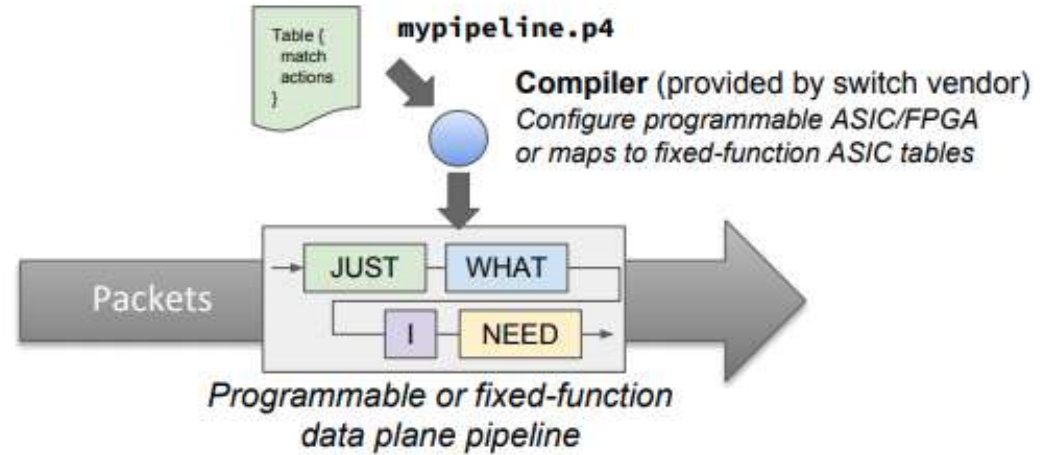 Table {
match
actions
}
mypipeline.p4
Compiler (provided by switch vendor)
Configure programmable ASIC/FPGA
or maps to fixed-function ASIC tables
Packets
JUST
WHAT
I
NEED
Programmable or fixed-function
data plane pipeline